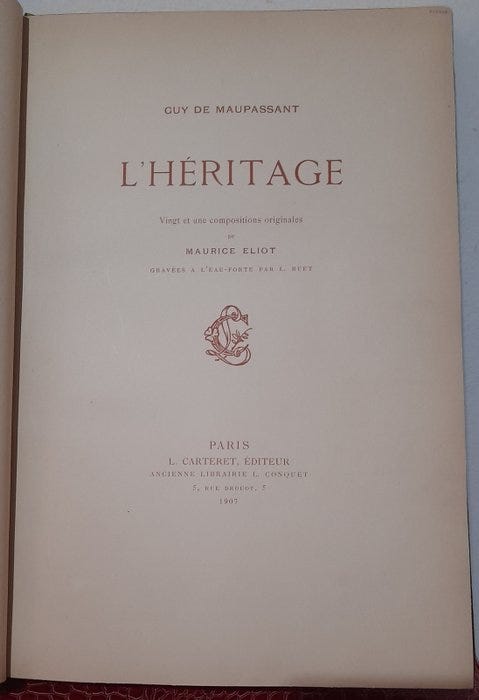 GUY DE MAUPASSANT
L'HÉRITAGE
Vingt et une compositions originales
DE
MAURICE ELIOT
GRAVÉES A L'EAU-FORTE PAR L. RUET
PARIS
L. CARTERET, ÉDITEUR
ANCIENNE LIBRAIRIE L. CONQUET
5, RUE DROUOT, 5
1907